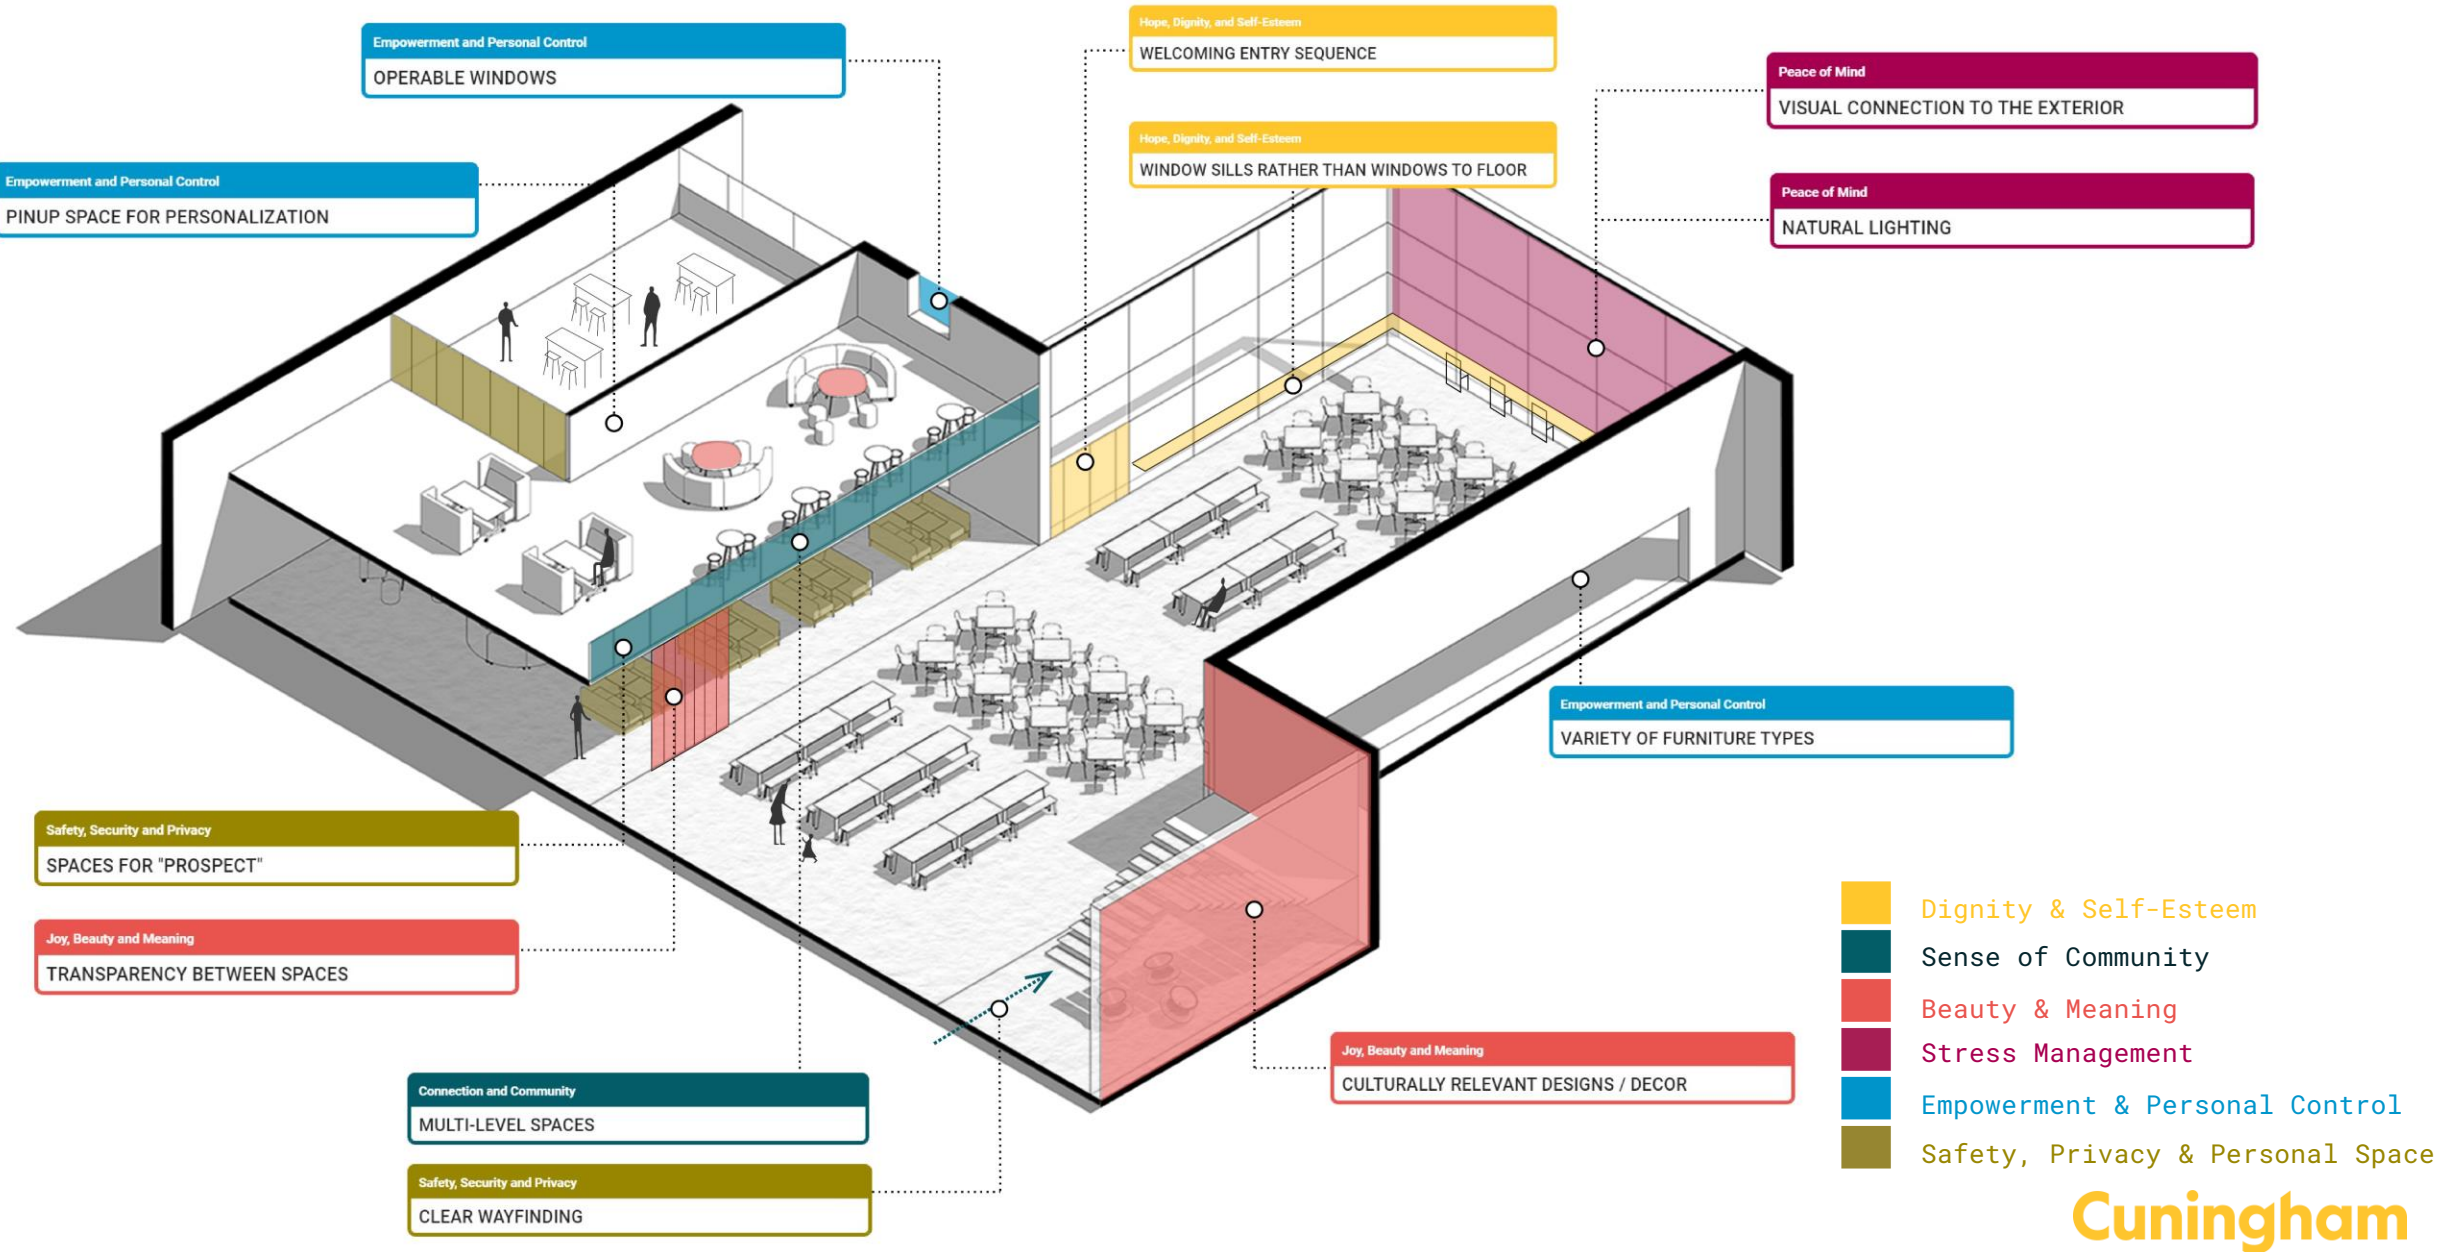 Empowerment and Personal Control
OPERABLE WINDOWS
Hope, Dignity, and Self-Esteem
WELCOMING ENTRY SEQUENCE
Peace of Mind
VISUAL CONNECTION TO THE EXTERIOR
Hope, Dignity, and Self-Esteem
WINDOW SILLS RATHER THAN WINDOWS TO FLOOR
Empowerment and Personal Control
PINUP SPACE FOR PERSONALIZATION
Peace of Mind
NATURAL LIGHTING
Empowerment and Personal Control
VARIETY OF FURNITURE TYPES
Safety, Security and Privacy
SPACES FOR "PROSPECT"
Joy, Beauty and Meaning
TRANSPARENCY BETWEEN SPACES
Joy, Beauty and Meaning
CULTURALLY RELEVANT DESIGNS / DECOR
Connection and Community
MULTI-LEVEL SPACES
Safety, Security and Privacy
CLEAR WAYFINDING
Dignity & Self-Esteem
Sense of Community
Beauty & Meaning
Stress Management
Empowerment & Personal Control
Safety, Privacy & Personal Space
Cuningham